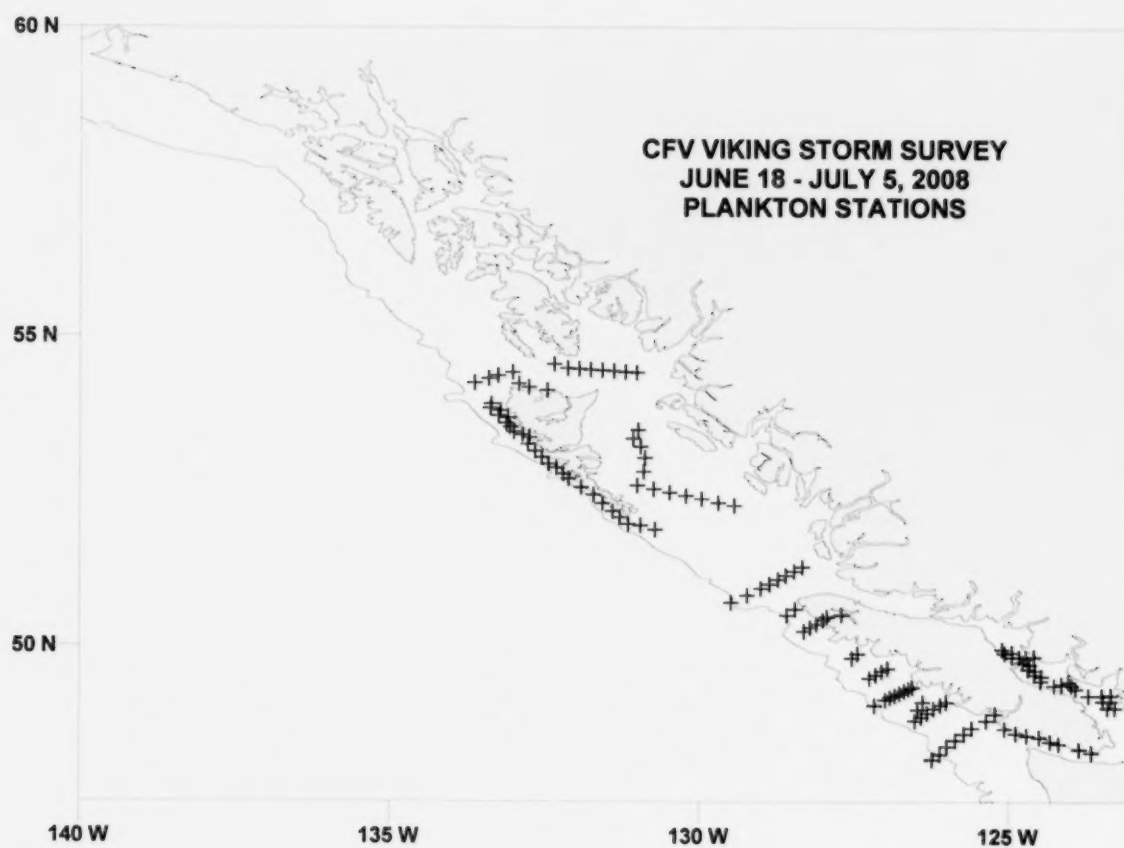 60 N
CFV VIKING STORM SURVEY
JUNE 18 - JULY 5, 2008
PLANKTON STATIONS
55 N
50 N
140 W 135 W 130 W 125 W